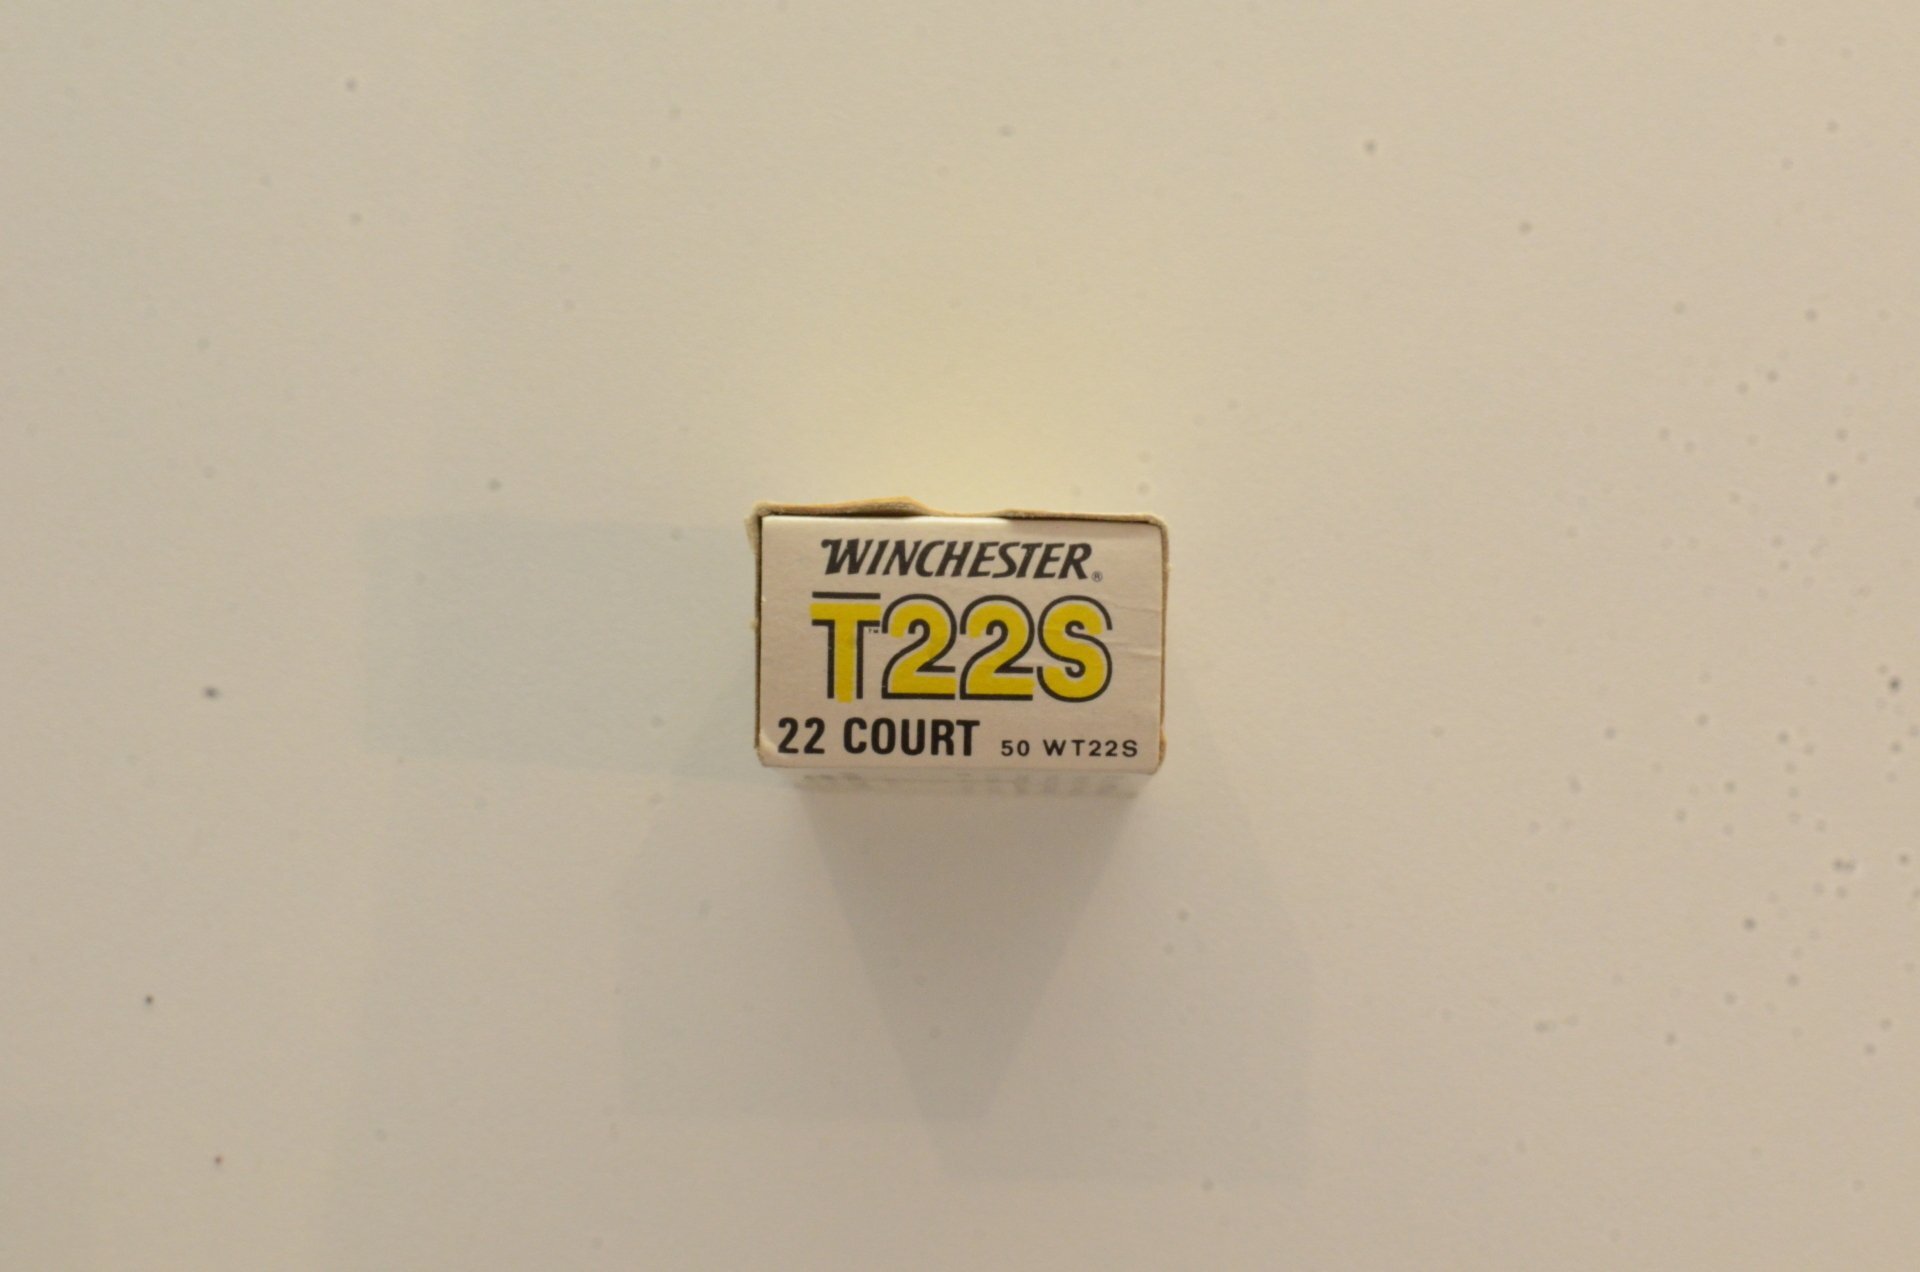 WINCHESTER®
T™22S
22 COURT 50 WT22S